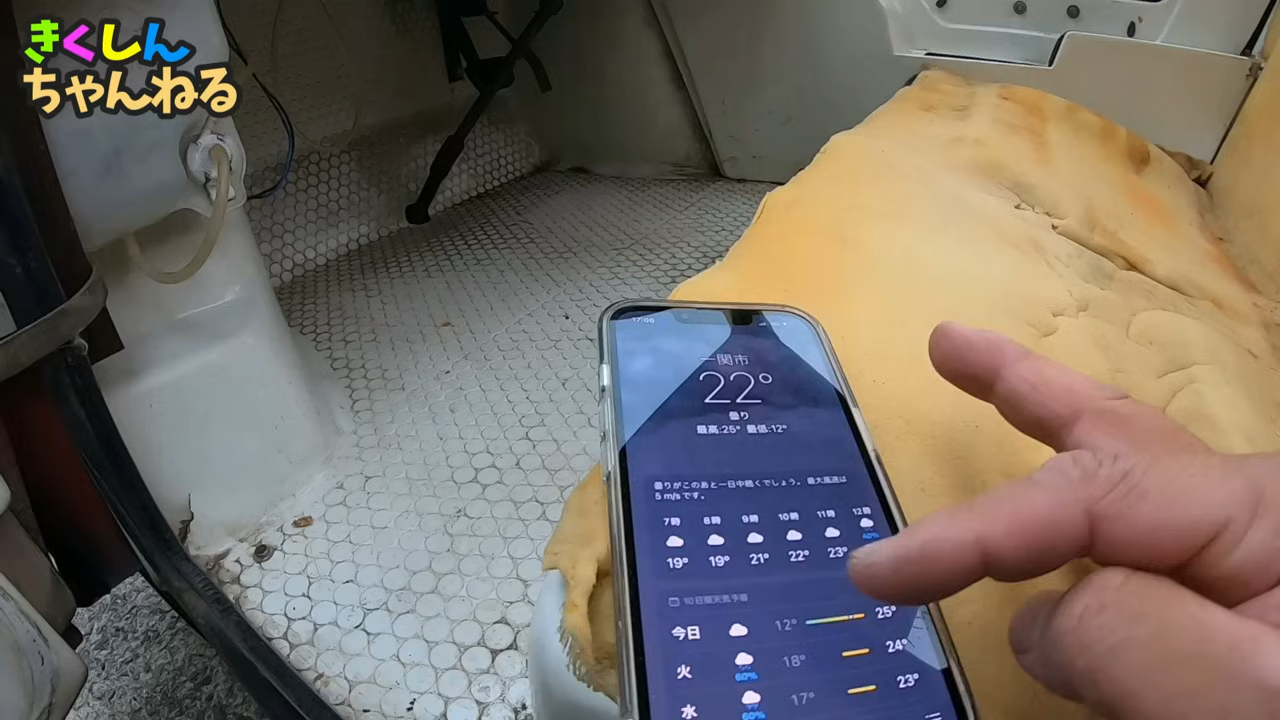 きくしん
ちゃんねる
17:06
一関市
22°
曇り
最高:25° 最低:12°
曇りがこのあと一日中続くでしょう。最大風速は
5 m/sです。
7時 8時 9時 10時 11時 12時
40%
19° 19° 21° 22° 23°
10日間天気予報
今日 12° 25°
火 60% 18° 24°
水 60% 17° 23°